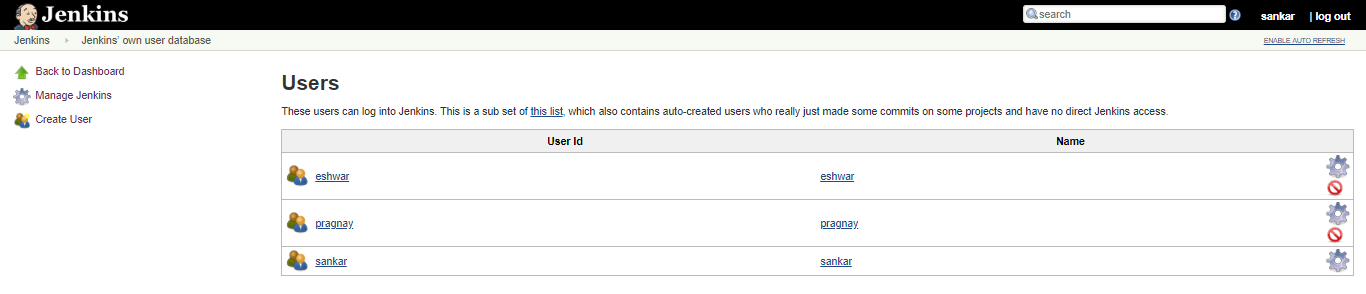 Jenkins
search
sankar | log out
Jenkins Jenkins' own user database
ENABLE AUTO REFRESH
Back to Dashboard
Manage Jenkins
Create User
Users
These users can log into Jenkins. This is a sub set of this list, which also contains auto-created users who really just made some commits on some projects and have no direct Jenkins access.
User Id Name
eshwar eshwar
pragnay pragnay
sankar sankar